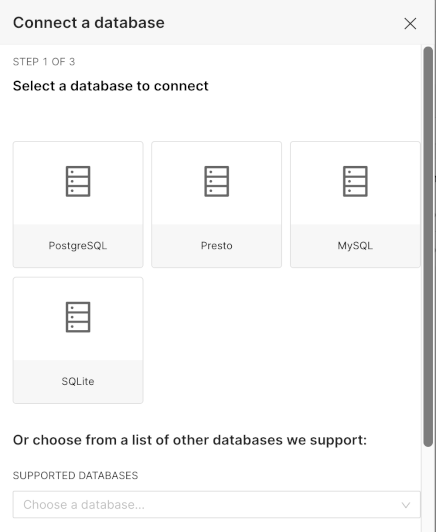 Connect a database
STEP 1 OF 3
Select a database to connect
PostgreSQL
Presto
MySQL
SQLite
Or choose from a list of other databases we support:
SUPPORTED DATABASES
Choose a database...